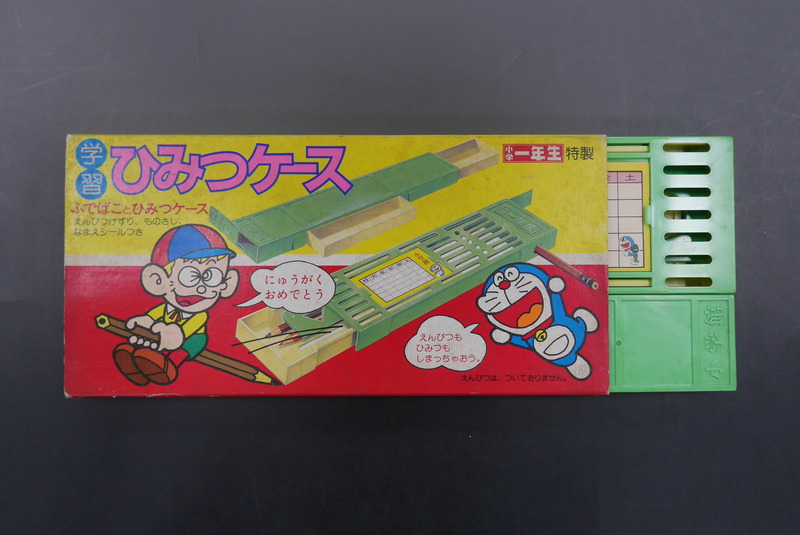 学習
ひみつケース
小学一年生 特製
ふでばことひみつケース
えんぴつけずり、ものさし、
なまえシールつき
にゅうがく
おめでとう
えんぴつも
ひみつも
しまっちゃおう。
えんぴつは、ついておりません。
土
小学館